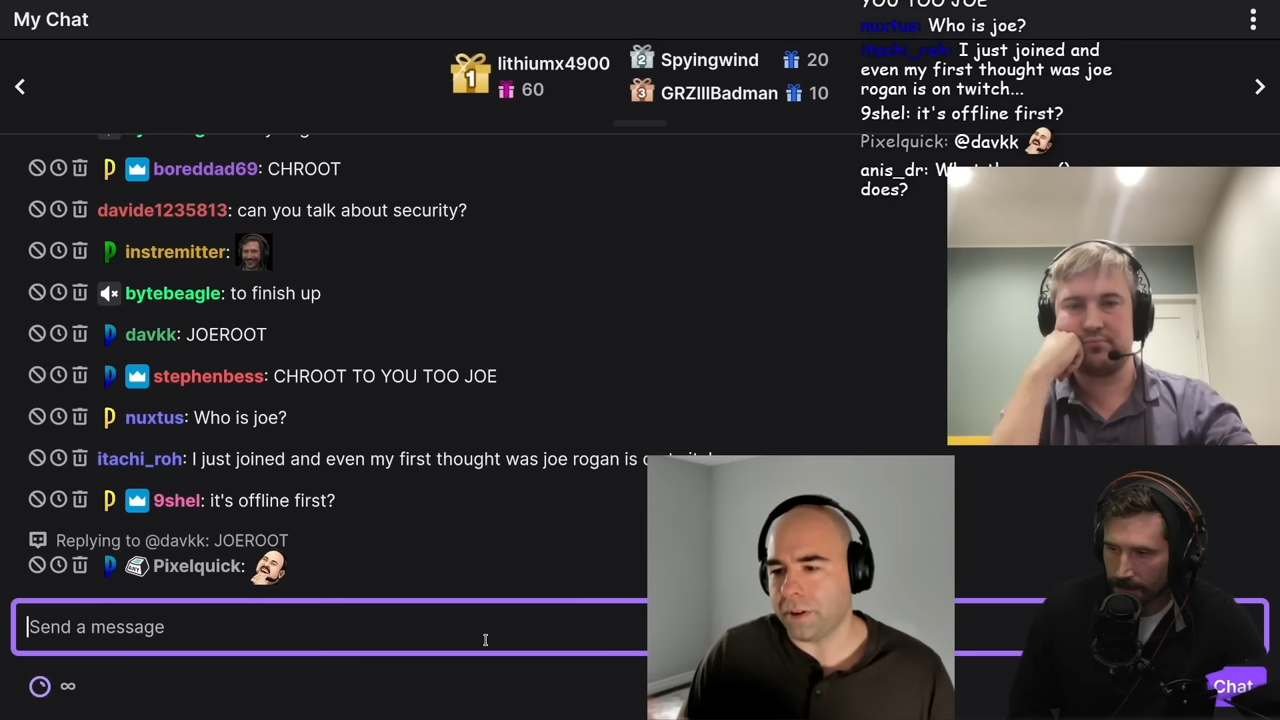 My Chat
1 lithiumx4900
60
2 Spyingwind 20
3 GRZIIIBadman 10
YOU TOO JOE
nuxtus: Who is joe?
itachi_roh: I just joined and
even my first thought was joe
rogan is on twitch...
9shel: it's offline first?
Pixelquick: @davkk
anis_dr:
does?
boreddad69: CHROOT
davide1235813: can you talk about security?
instremitter:
bytebeagle: to finish up
davkk: JOEROOT
stephenbess: CHROOT TO YOU TOO JOE
nuxtus: Who is joe?
itachi_roh: I just joined and even my first thought was joe rogan is
9shel: it's offline first?
Replying to @davkk: JOEROOT
Pixelquick:
Send a message
∞
Chat